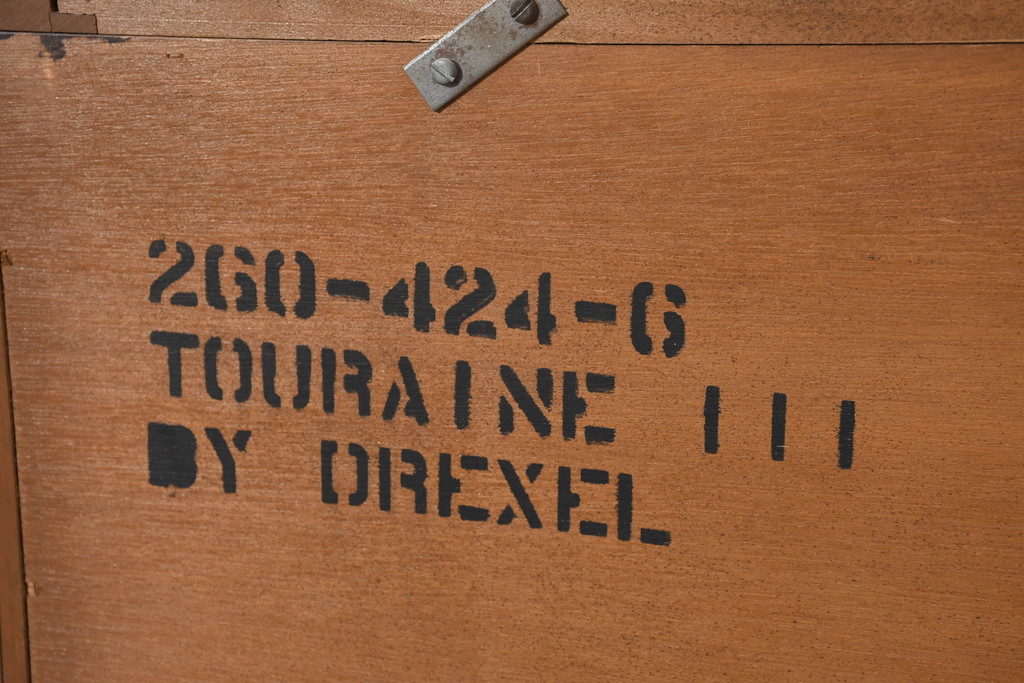 260-424-6
TOURAINE III
BY DREXEL